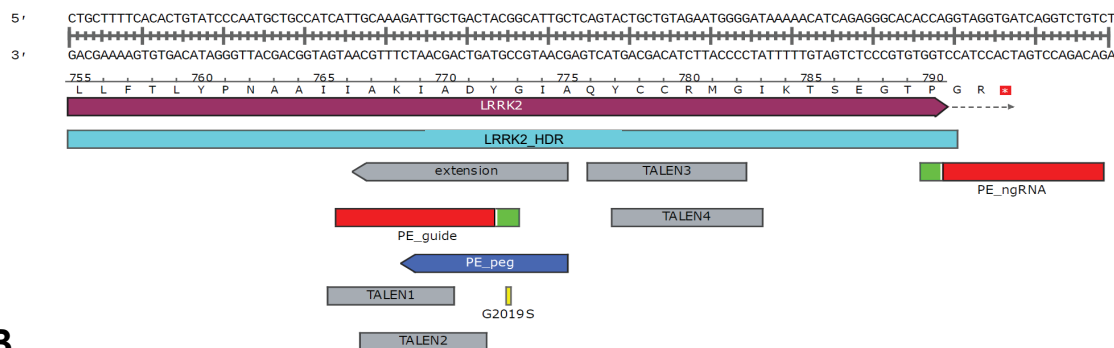 5' CTGCTTTTCACACTGTATCCCAATGCTGCCATCATTGCAAAGATTGCTGACTACGGCATTGCTCAGTACTGCTGTAGAATGGGGATAAAAACATCAGAGGGCACACCAGGTAGGTGATCAGGTCTGTCT
3' GACGAAAAGTGTGACATAGGGTTACGACGGTAGTAACGTTTCTAACGACTGATGCCGTAACGAGTCATGACGACATCTTACCCCTATTTTTGTAGTCTCCCGTGTGGTCCATCCACTAGTCCAGACAGA
755 760 765 770 775 780 785 790
L L F T L Y P N A A I I A K I A D Y G I A Q Y C C R M G I K T S E G T P G R *
LRRK2
LRRK2_HDR
extension TALEN3
PE_ngRNA
TALEN4
PE_guide
PE_peg
TALEN1
G2019S
TALEN2